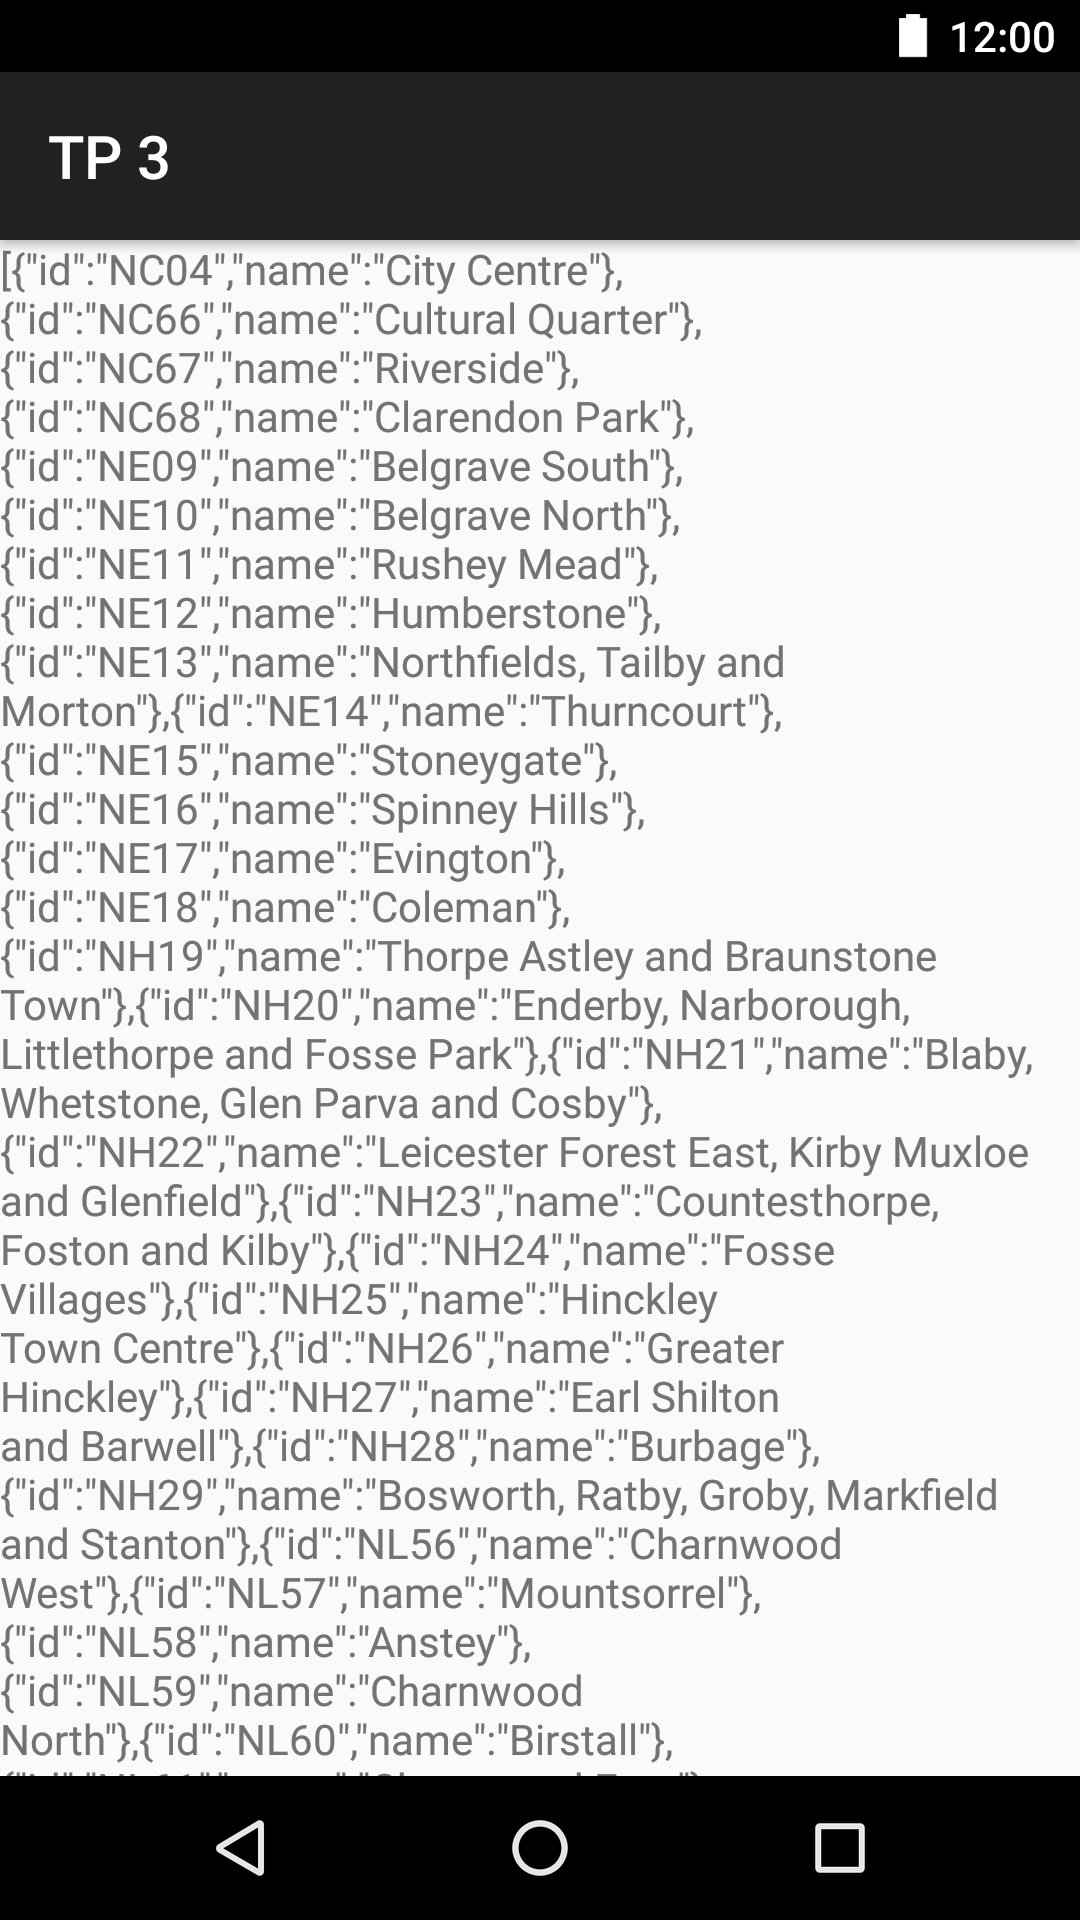 12:00
TP 3
[{"id":"NC04","name":"City Centre"},
{"id":"NC66","name":"Cultural Quarter"},
{"id":"NC67","name":"Riverside"},
{"id":"NC68","name":"Clarendon Park"},
{"id":"NE09","name":"Belgrave South"},
{"id":"NE10","name":"Belgrave North"},
{"id":"NE11","name":"Rushey Mead"},
{"id":"NE12","name":"Humberstone"},
{"id":"NE13","name":"Northfields, Tailby and
Morton"},{"id":"NE14","name":"Thurncourt"},
{"id":"NE15","name":"Stoneygate"},
{"id":"NE16","name":"Spinney Hills"},
{"id":"NE17","name":"Evington"},
{"id":"NE18","name":"Coleman"},
{"id":"NH19","name":"Thorpe Astley and Braunstone
Town"},{"id":"NH20","name":"Enderby, Narborough,
Littlethorpe and Fosse Park"},{"id":"NH21","name":"Blaby,
Whetstone, Glen Parva and Cosby"},
{"id":"NH22","name":"Leicester Forest East, Kirby Muxloe
and Glenfield"},{"id":"NH23","name":"Countesthorpe,
Foston and Kilby"},{"id":"NH24","name":"Fosse
Villages"},{"id":"NH25","name":"Hinckley
Town Centre"},{"id":"NH26","name":"Greater
Hinckley"},{"id":"NH27","name":"Earl Shilton
and Barwell"},{"id":"NH28","name":"Burbage"},
{"id":"NH29","name":"Bosworth, Ratby, Groby, Markfield
and Stanton"},{"id":"NL56","name":"Charnwood
West"},{"id":"NL57","name":"Mountsorrel"},
{"id":"NL58","name":"Anstey"},
{"id":"NL59","name":"Charnwood
North"},{"id":"NL60","name":"Birstall"},